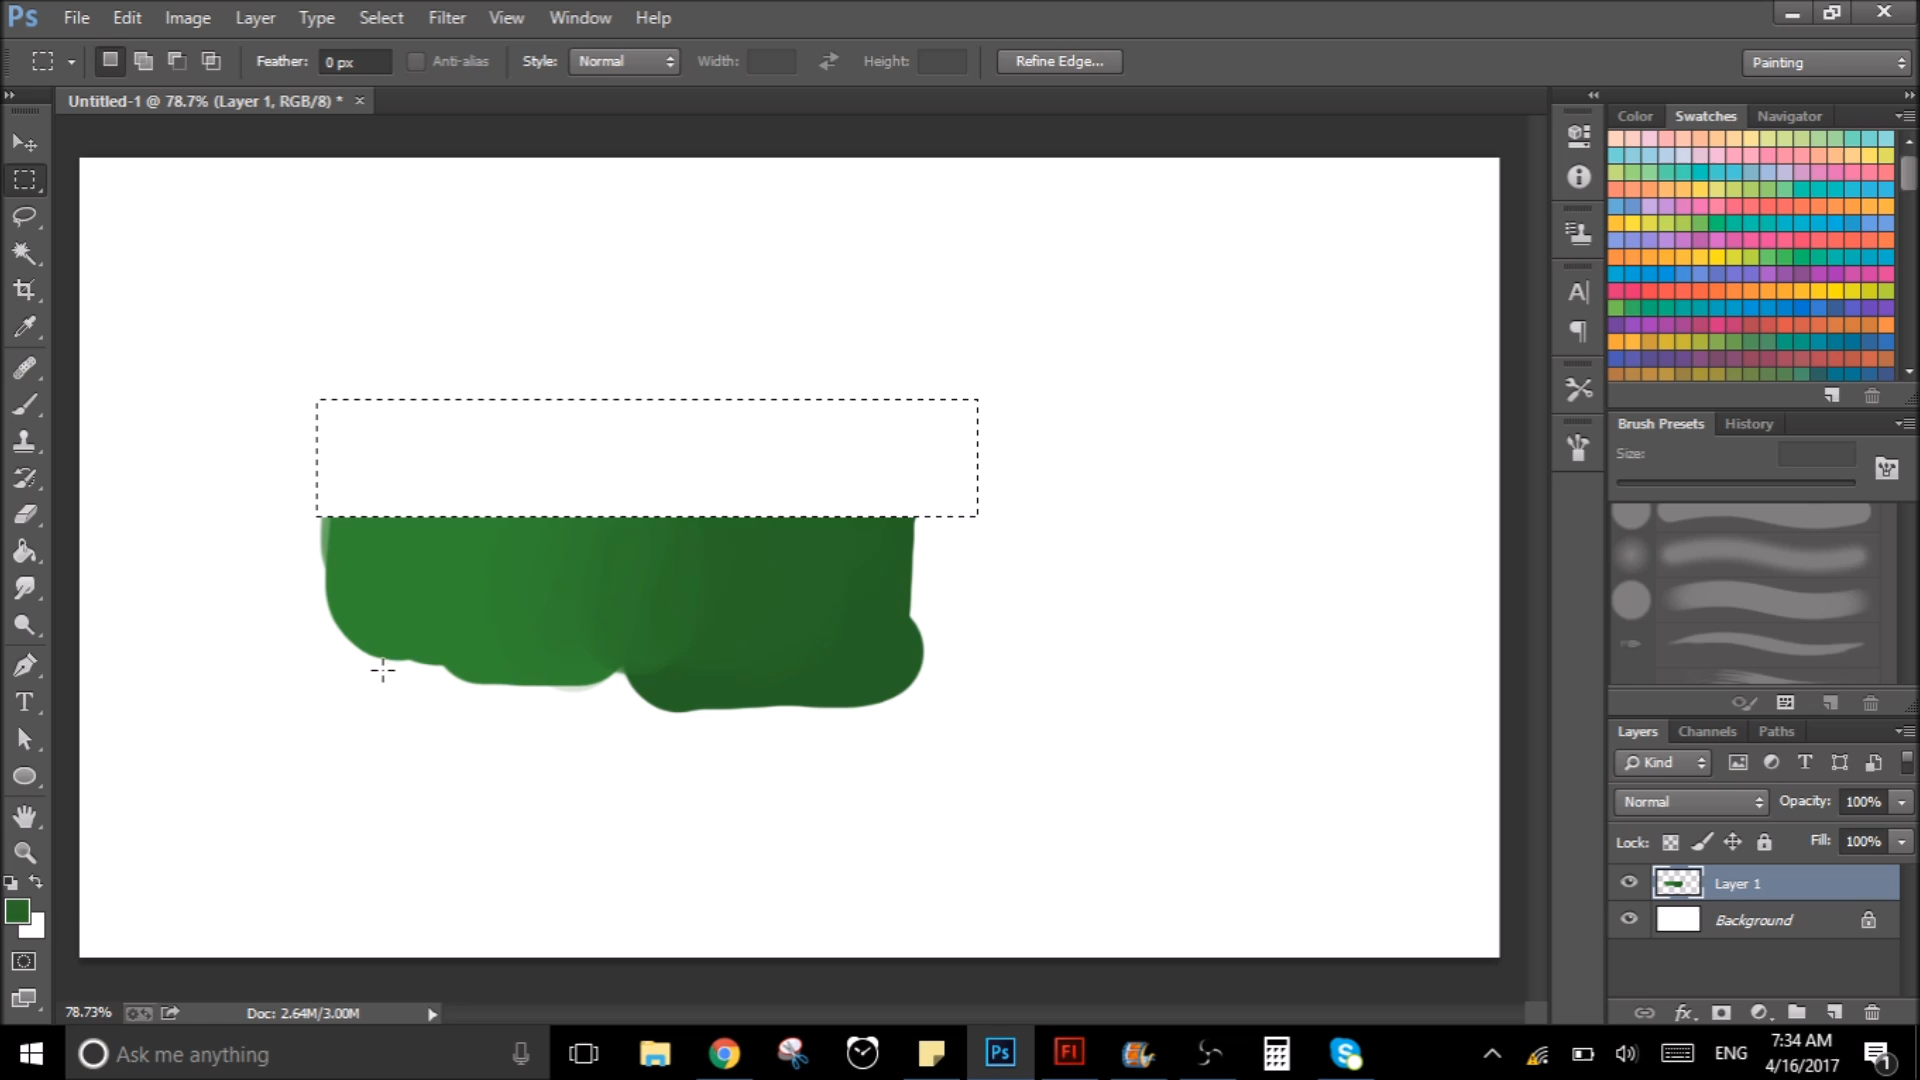 Ps File Edit Image Layer Type Select Filter View Window Help
Feather: 0 px Anti-alias Style: Normal Width: Height: Refine Edge... Painting
Untitled-1 @ 78.7% (Layer 1, RGB/8) * ×
Color Swatches Navigator
Brush Presets History
Size:
Layers Channels Paths
Kind
Normal Opacity: 100%
Lock: Fill: 100%
Layer 1
Background
78.73% Doc: 2.64M/3.00M
Ask me anything
Ps
Fl
ENG
7:34 AM
4/16/2017
1